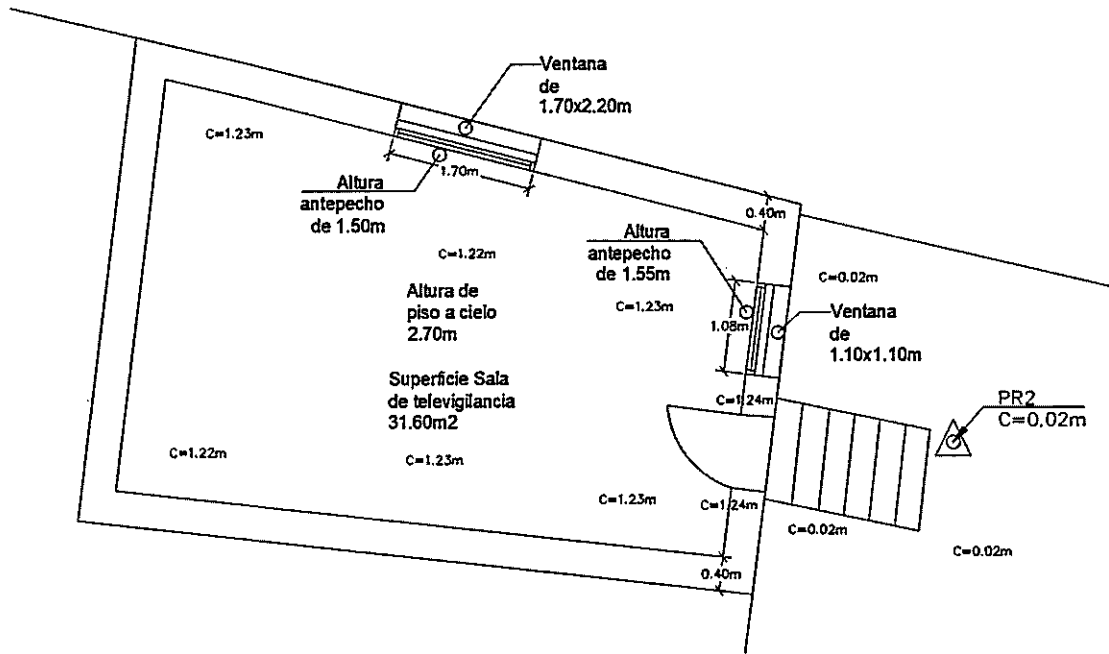 Ventana
de
1.70x2.20m
C=1.23m
1.70m
Altura
antepecho
de 1.50m
0.40m
Altura
antepecho
de 1.55m
C=1.22m
C=0.02m
Altura de
piso a cielo
2.70m
C=1.23m
1.08m
Ventana
de
1.10x1.10m
Superficie Sala
de televigilancia
31.60m2
C=1.24m
PR2
C=0.02m
C=1.22m
C=1.23m
C=1.23m
C=1.24m
C=0.02m
C=0.02m
0.40m